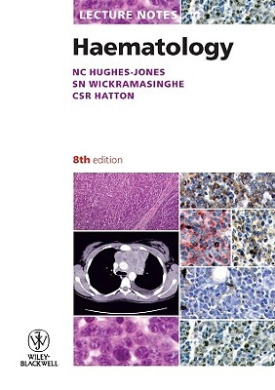 LECTURE NOTES
Haematology
NC HUGHES-JONES
SN WICKRAMASINGHE
CSR HATTON
8th edition
WILEY-
BLACKWELL